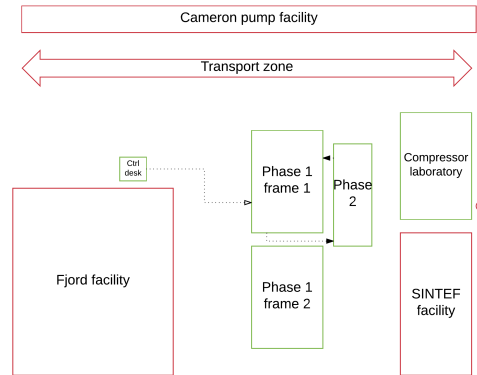 Cameron pump facility
Transport zone
Ctrl
desk
Phase 1
frame 1
Phase
2
Compressor
laboratory
Fjord facility
Phase 1
frame 2
SINTEF
facility